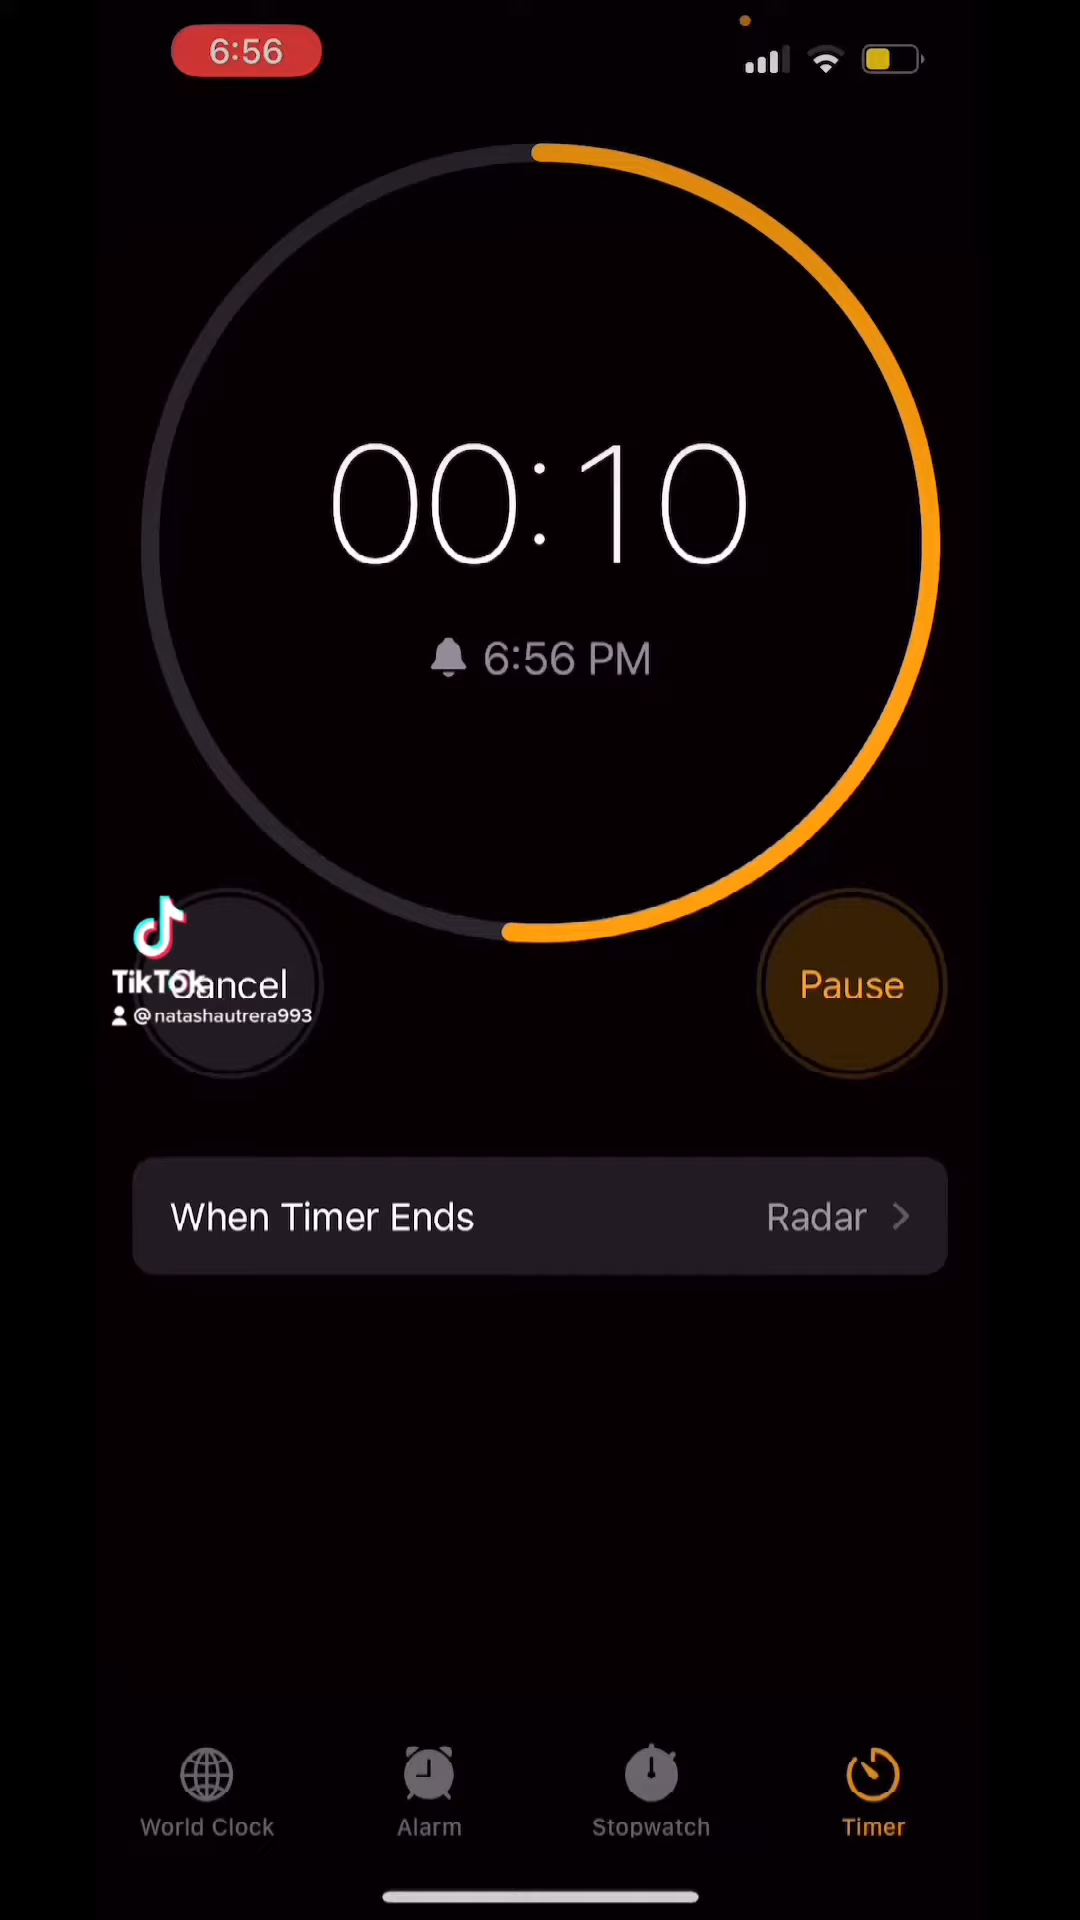 6:56
00:10
6:56 PM
TikTok
Cancel
Pause
@natashautrera993
When Timer Ends
Radar
World Clock
Alarm
Stopwatch
Timer